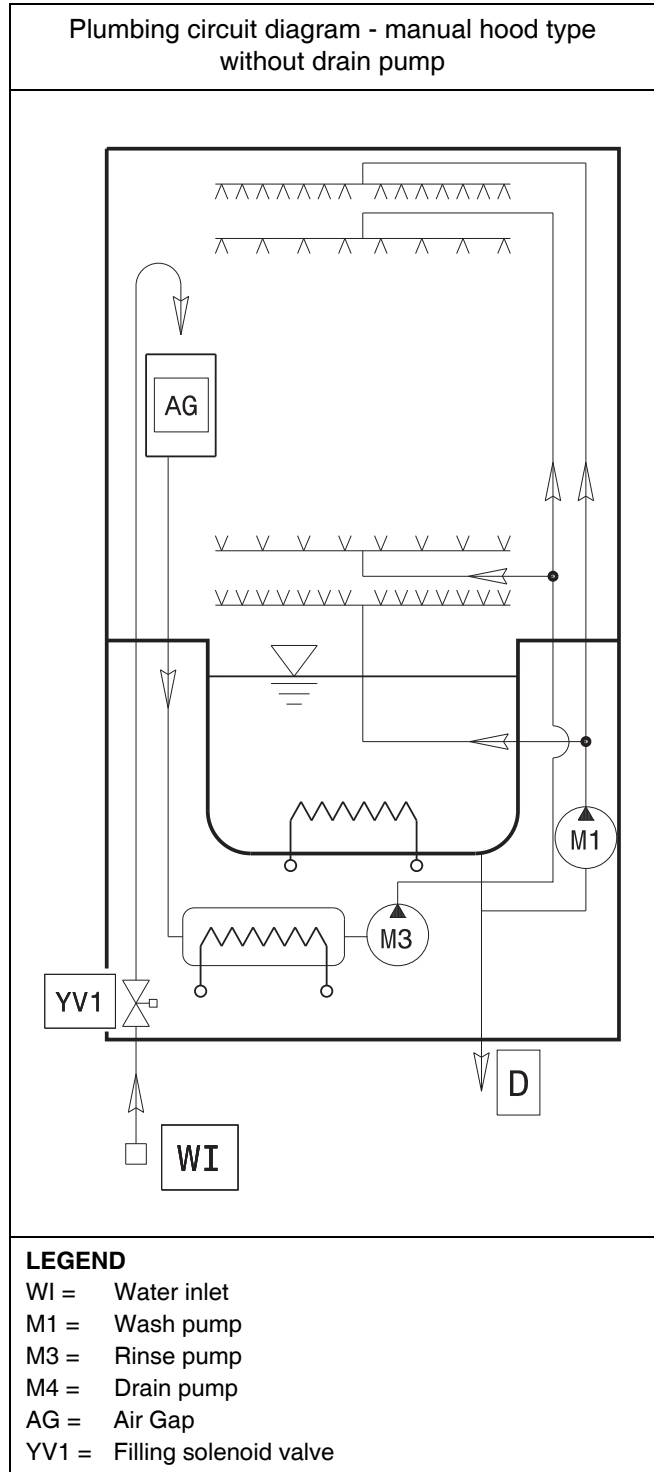 Plumbing circuit diagram - manual hood type
without drain pump
AG
M1
M3
YV1
D
WI
LEGEND
WI = Water inlet
M1 = Wash pump
M3 = Rinse pump
M4 = Drain pump
AG = Air Gap
YV1 = Filling solenoid valve